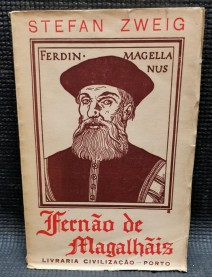 STEFAN ZWEIG
FERDIN · MAGELLA
NUS
Fernão de
Magalhãis
LIVRARIA CIVILIZAÇÃO - PORTO